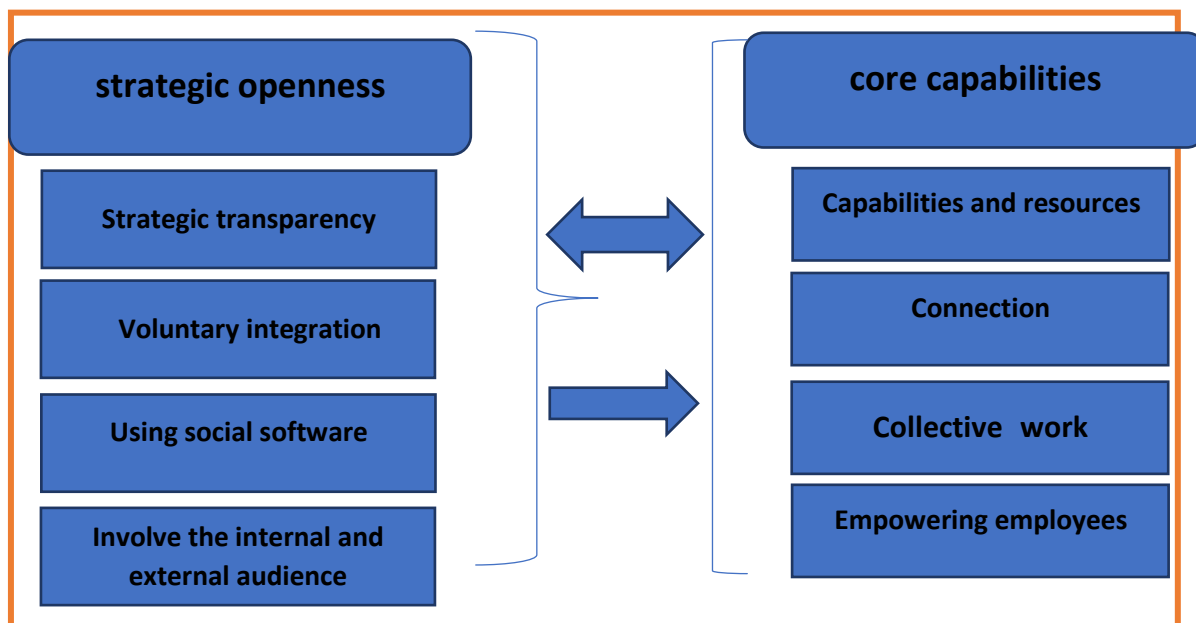 strategic openness
Strategic transparency
Voluntary integration
Using social software
Involve the internal and
external audience
core capabilities
Capabilities and resources
Connection
Collective work
Empowering employees